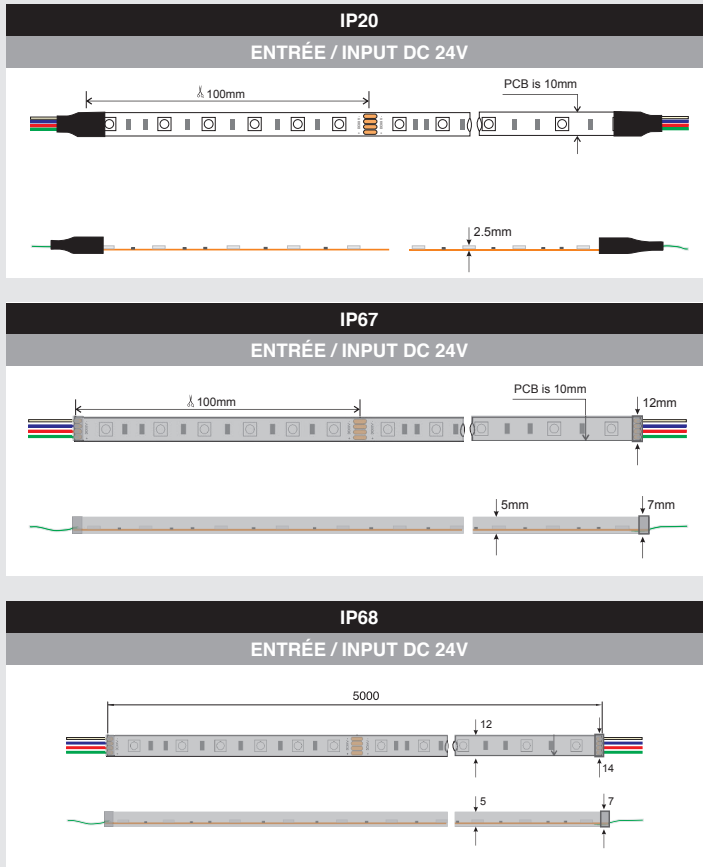 IP20
ENTRÉE / INPUT DC 24V
100mm
PCB is 10mm
2.5mm
IP67
ENTRÉE / INPUT DC 24V
100mm
PCB is 10mm
12mm
5mm
7mm
IP68
ENTRÉE / INPUT DC 24V
5000
12
14
5
7